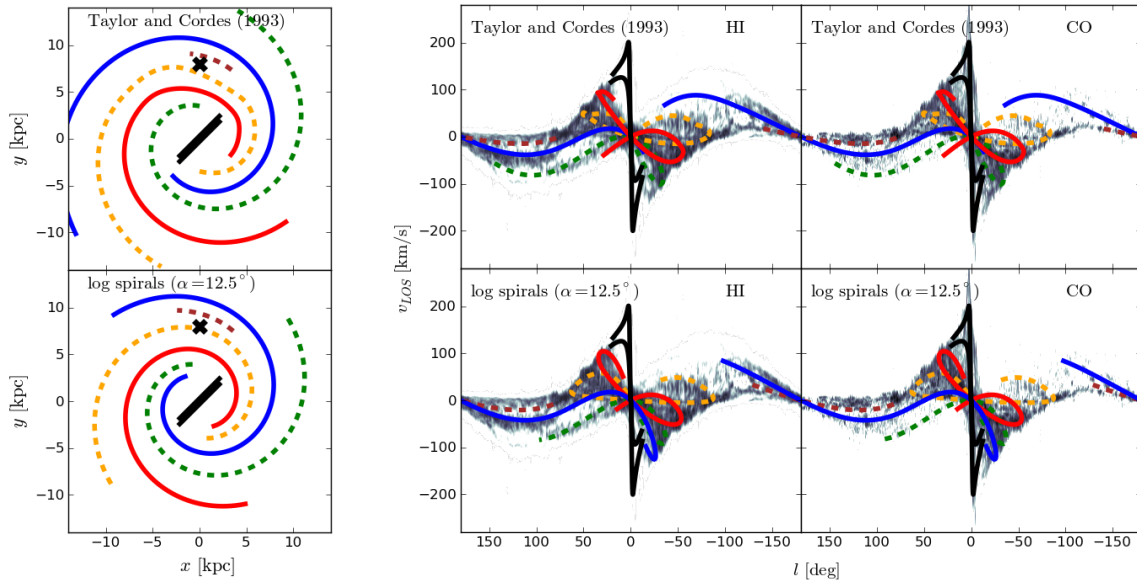 Taylor and Cordes (1993)
10
5
0
−5
−10
y [kpc]
log spirals (α=12.5°)
10
5
0
−5
−10
y [kpc]
−10 −5 0 5 10
x [kpc]
Taylor and Cordes (1993) HI
Taylor and Cordes (1993) CO
200
100
0
−100
−200
v_LOS [km/s]
log spirals (α=12.5°) HI
log spirals (α=12.5°) CO
200
100
0
−100
−200
150 100 50 0 −50 −100 −150
150 100 50 0 −50 −100 −150
l [deg]